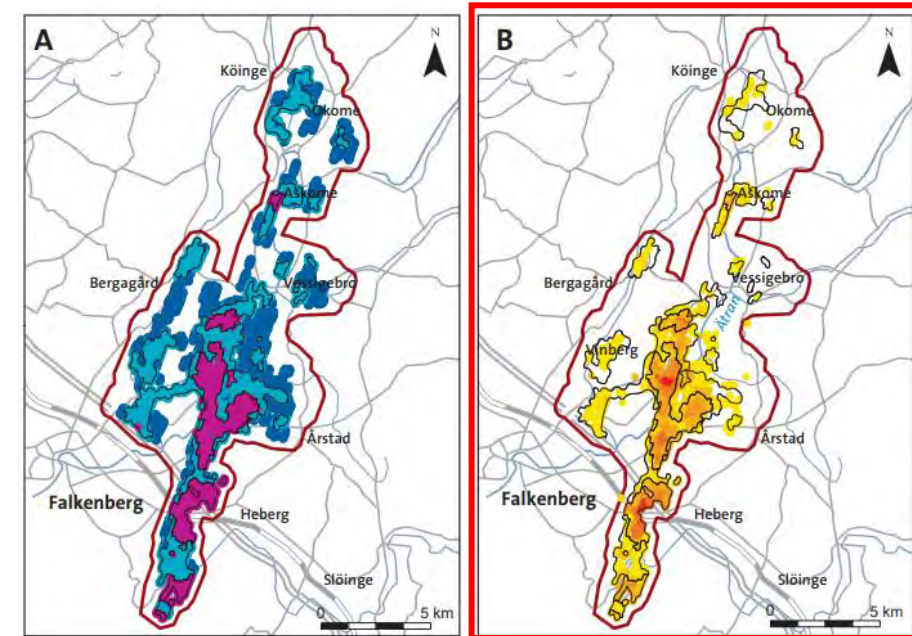 A
N
Köinge
Okome
Askome
Bergagård
Vessigebro
Årstad
Falkenberg
Heberg
Slöinge
0 5 km
B
N
Köinge
Okome
Askome
Bergagård
Vessigebro
Ätran
Vinberg
Årstad
Falkenberg
Heberg
Slöinge
0 5 km